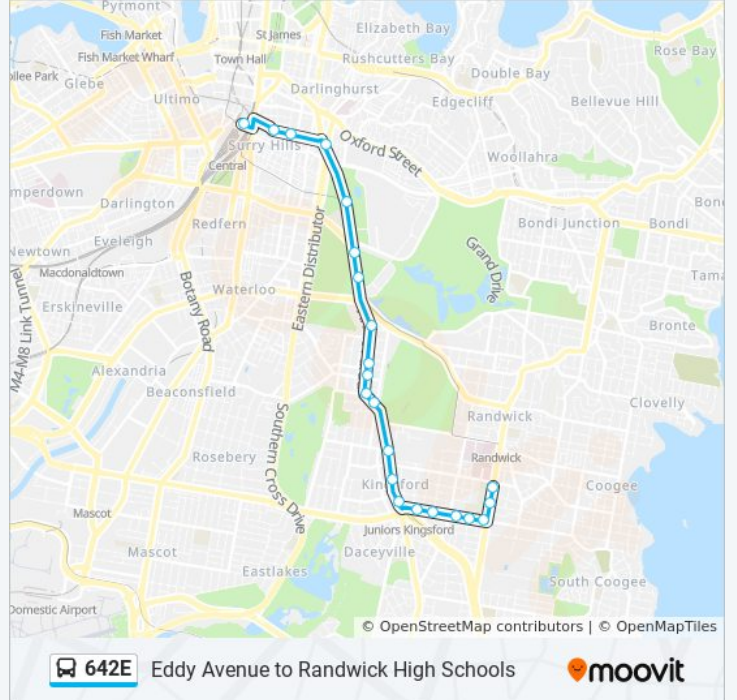 Pyrmont
Elizabeth Bay
Fish Market
St James
Rose Bay
Fish Market Wharf
Town Hall
Rushcutters Bay
Double Bay
Glebe
Darlinghurst
Ultimo
Edgecliff
Bellevue Hill
Oxford Street
Surry Hills
Woollahra
Central
Darlington
Redfern
Bondi Junction
Bondi
Eveleigh
Grand Drive
Macdonaldtown
Eastern Distributor
Botany Road
Waterloo
M4-M8 Link Tunnel
Erskineville
Bronte
Alexandria
Beaconsfield
Clovelly
Randwick
Southern Cross Drive
Rosebery
Randwick
Coogee
Mascot
Juniors Kingsford
Mascot
Daceyville
Eastlakes
South Coogee
Domestic Airport
© OpenStreetMap contributors | © OpenMapTiles
642E Eddy Avenue to Randwick High Schools moovit